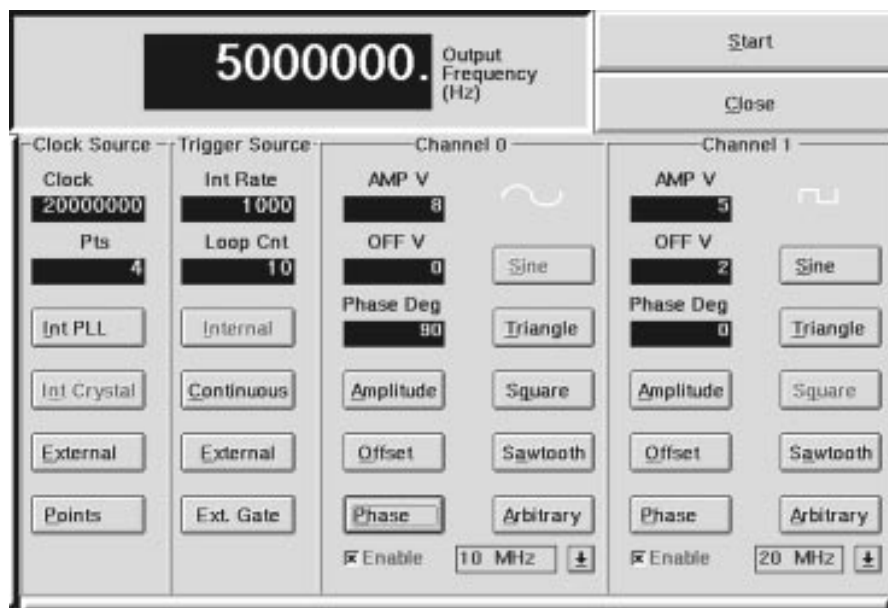 5000000.
Output
Frequency
(Hz)
Start
Close
Clock Source
Clock
20000000
Pts
4
Int PLL
Int Crystal
External
Points
Trigger Source
Int Rate
1000
Loop Cnt
10
Internal
Continuous
External
Ext. Gate
Channel 0
AMP V
8
OFF V
0
Phase Deg
90
Amplitude
Offset
Phase
Enable
Sine
Triangle
Square
Sawtooth
Arbitrary
10 MHz
Channel 1
AMP V
5
OFF V
2
Phase Deg
0
Amplitude
Offset
Phase
Enable
Sine
Triangle
Square
Sawtooth
Arbitrary
20 MHz